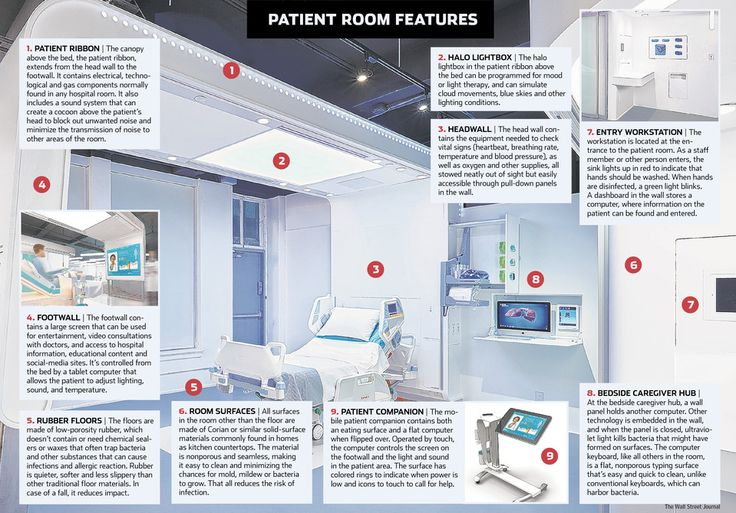 PATIENT ROOM FEATURES
1. PATIENT RIBBON | The canopy
above the bed, the patient ribbon,
extends from the head wall to the
footwall. It contains electrical, techno-
logical and gas components normally
found in any hospital room. It also
includes a sound system that can
create a cocoon above the patient's
head to block out unwanted noise and
minimize the transmission of noise to
other areas of the room.
2. HALO LIGHTBOX | The halo
lightbox in the patient ribbon above
the bed can be programmed for mood
or light therapy, and can simulate
cloud movements, blue skies and other
lighting conditions.
3. HEADWALL | The head wall con-
tains the equipment needed to check
vital signs (heartbeat, breathing rate,
temperature and blood pressure), as
well as oxygen and other supplies, all
stowed neatly out of sight but easily
accessible through pull-down panels
in the wall.
7. ENTRY WORKSTATION | The
workstation is located at the en-
trance to the patient room. As a staff
member or other person enters, the
sink lights up in red to indicate that
hands should be washed. When hands
are disinfected, a green light blinks.
A dashboard in the wall stores a
computer, where information on the
patient can be found and entered.
1
2
3
4
5
6
7
8
9
4. FOOTWALL | The footwall con-
tains a large screen that can be used
for entertainment, video consultations
with doctors, and access to hospital
information, educational content and
social-media sites. It's controlled from
the bed by a tablet computer that
allows the patient to adjust lighting,
sound, and temperature.
5. RUBBER FLOORS | The floors are
made of low-porosity rubber, which
doesn't contain or need chemical seal-
ers or waxes that often trap bacteria
and other substances that can cause
infections and allergic reaction. Rubber
is quieter, softer and less slippery than
other traditional floor materials. In
case of a fall, it reduces impact.
6. ROOM SURFACES | All surfaces
in the room other than the floor are
made of Corian or similar solid-surface
materials commonly found in homes
as kitchen countertops. The material
is nonporous and seamless, making
it easy to clean and minimizing the
chances for mold, mildew or bacteria
to grow. That all reduces the risk of
infection.
9. PATIENT COMPANION | The mo-
bile patient companion contains both
an eating surface and a flat computer
when flipped over. Operated by touch,
the computer controls the screen on
the footwall and the light and sound
in the patient area. The surface has
colored rings to indicate when power is
low and icons to touch to call for help.
8. BEDSIDE CAREGIVER HUB |
At the bedside caregiver hub, a wall
panel holds another computer. Other
technology is embedded in the wall,
and when the panel is closed, ultravio-
let light kills bacteria that might have
formed on surfaces. The computer
keyboard, like all others in the room,
is a flat, nonporous typing surface
that's easy and quick to clean, unlike
conventional keyboards, which can
harbor bacteria.
The Wall Street Journal